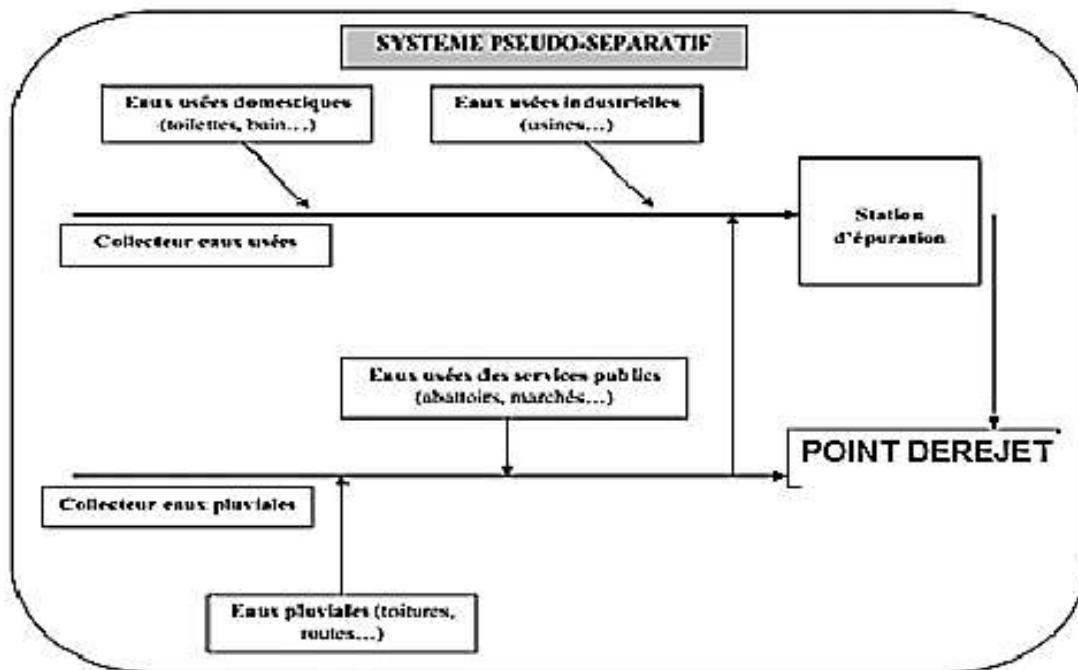 SYSTEME PSEUDO-SEPARATIF
Eaux usées domestiques
(toilettes, bain…)
Eaux usées industrielles
(usines…)
Station
d'épuration
Collecteur eaux usées
Eaux usées des services publics
(abattoirs, marchés…)
POINT DEREJET
Collecteur eaux pluviales
Eaux pluviales (toitures,
routes…)